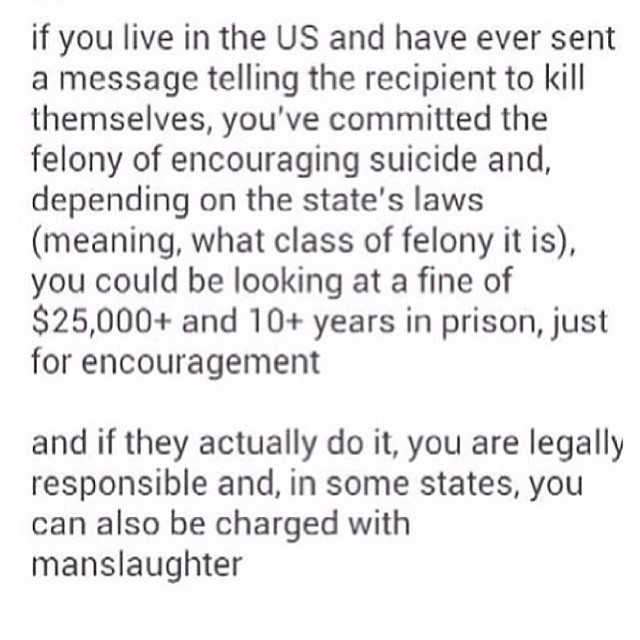 if you live in the US and have ever sent
a message telling the recipient to kill
themselves, you've committed the
felony of encouraging suicide and,
depending on the state's laws
(meaning, what class of felony it is),
you could be looking at a fine of
$25,000+ and 10+ years in prison, just
for encouragement
and if they actually do it, you are legally
responsible and, in some states, you
can also be charged with
manslaughter